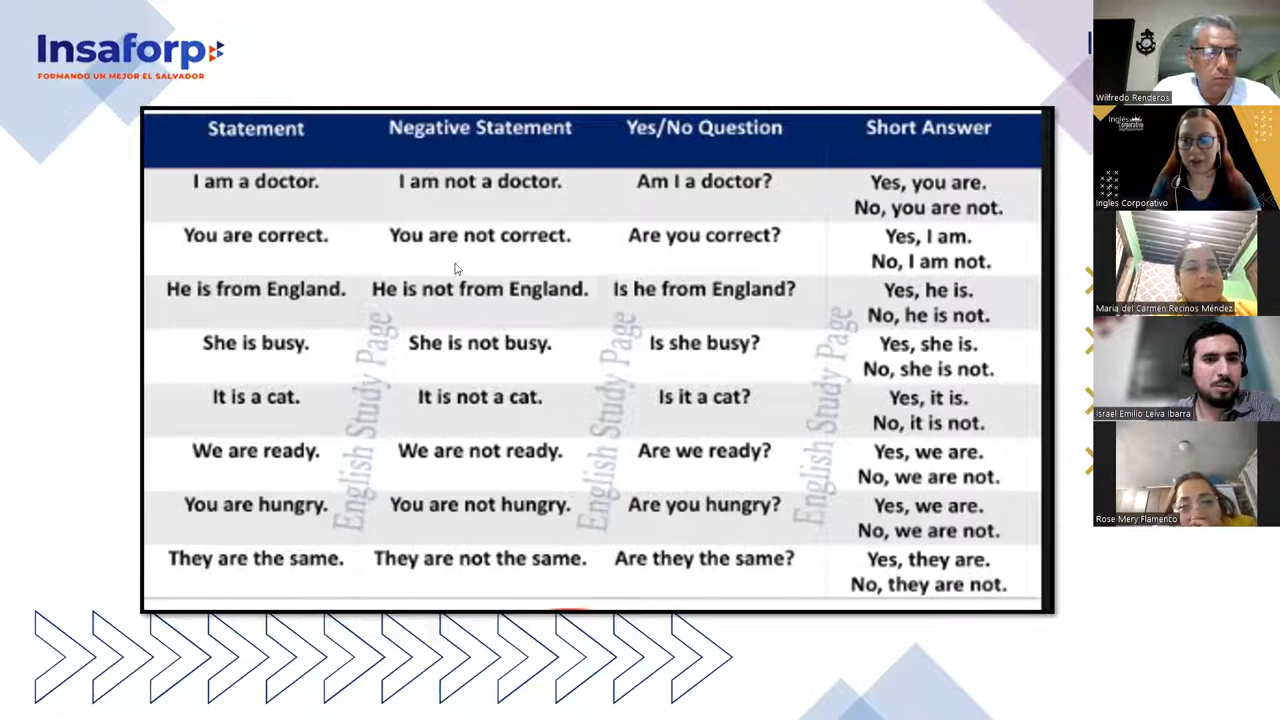 Insaforp
FORMANDO UN MEJOR EL SALVADOR
Statement Negative Statement Yes/No Question Short Answer
I am a doctor. I am not a doctor. Am I a doctor? Yes, you are.
No, you are not.
You are correct. You are not correct. Are you correct? Yes, I am.
No, I am not.
He is from England. He is not from England. Is he from England? Yes, he is.
No, he is not.
She is busy. She is not busy. Is she busy? Yes, she is.
No, she is not.
It is a cat. It is not a cat. Is it a cat? Yes, it is.
No, it is not.
We are ready. We are not ready. Are we ready? Yes, we are.
No, we are not.
You are hungry. You are not hungry. Are you hungry? Yes, we are.
No, we are not.
They are the same. They are not the same. Are they the same? Yes, they are.
No, they are not.
English Study Page
English Study Page
English Study Page
Wilfredo Renderos
Inglés
Corporativo
Ingles Corporativo
Maria del Carmen Recinos Méndez
Israel Emilio Leiva Ibarra
Rose Mery Flamenco